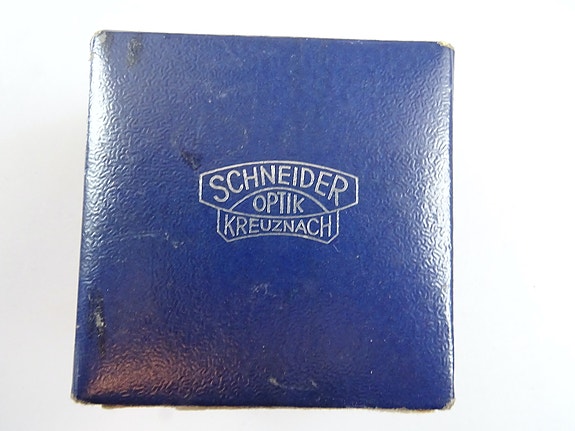 SCHNEIDER
OPTIK
KREUZNACH